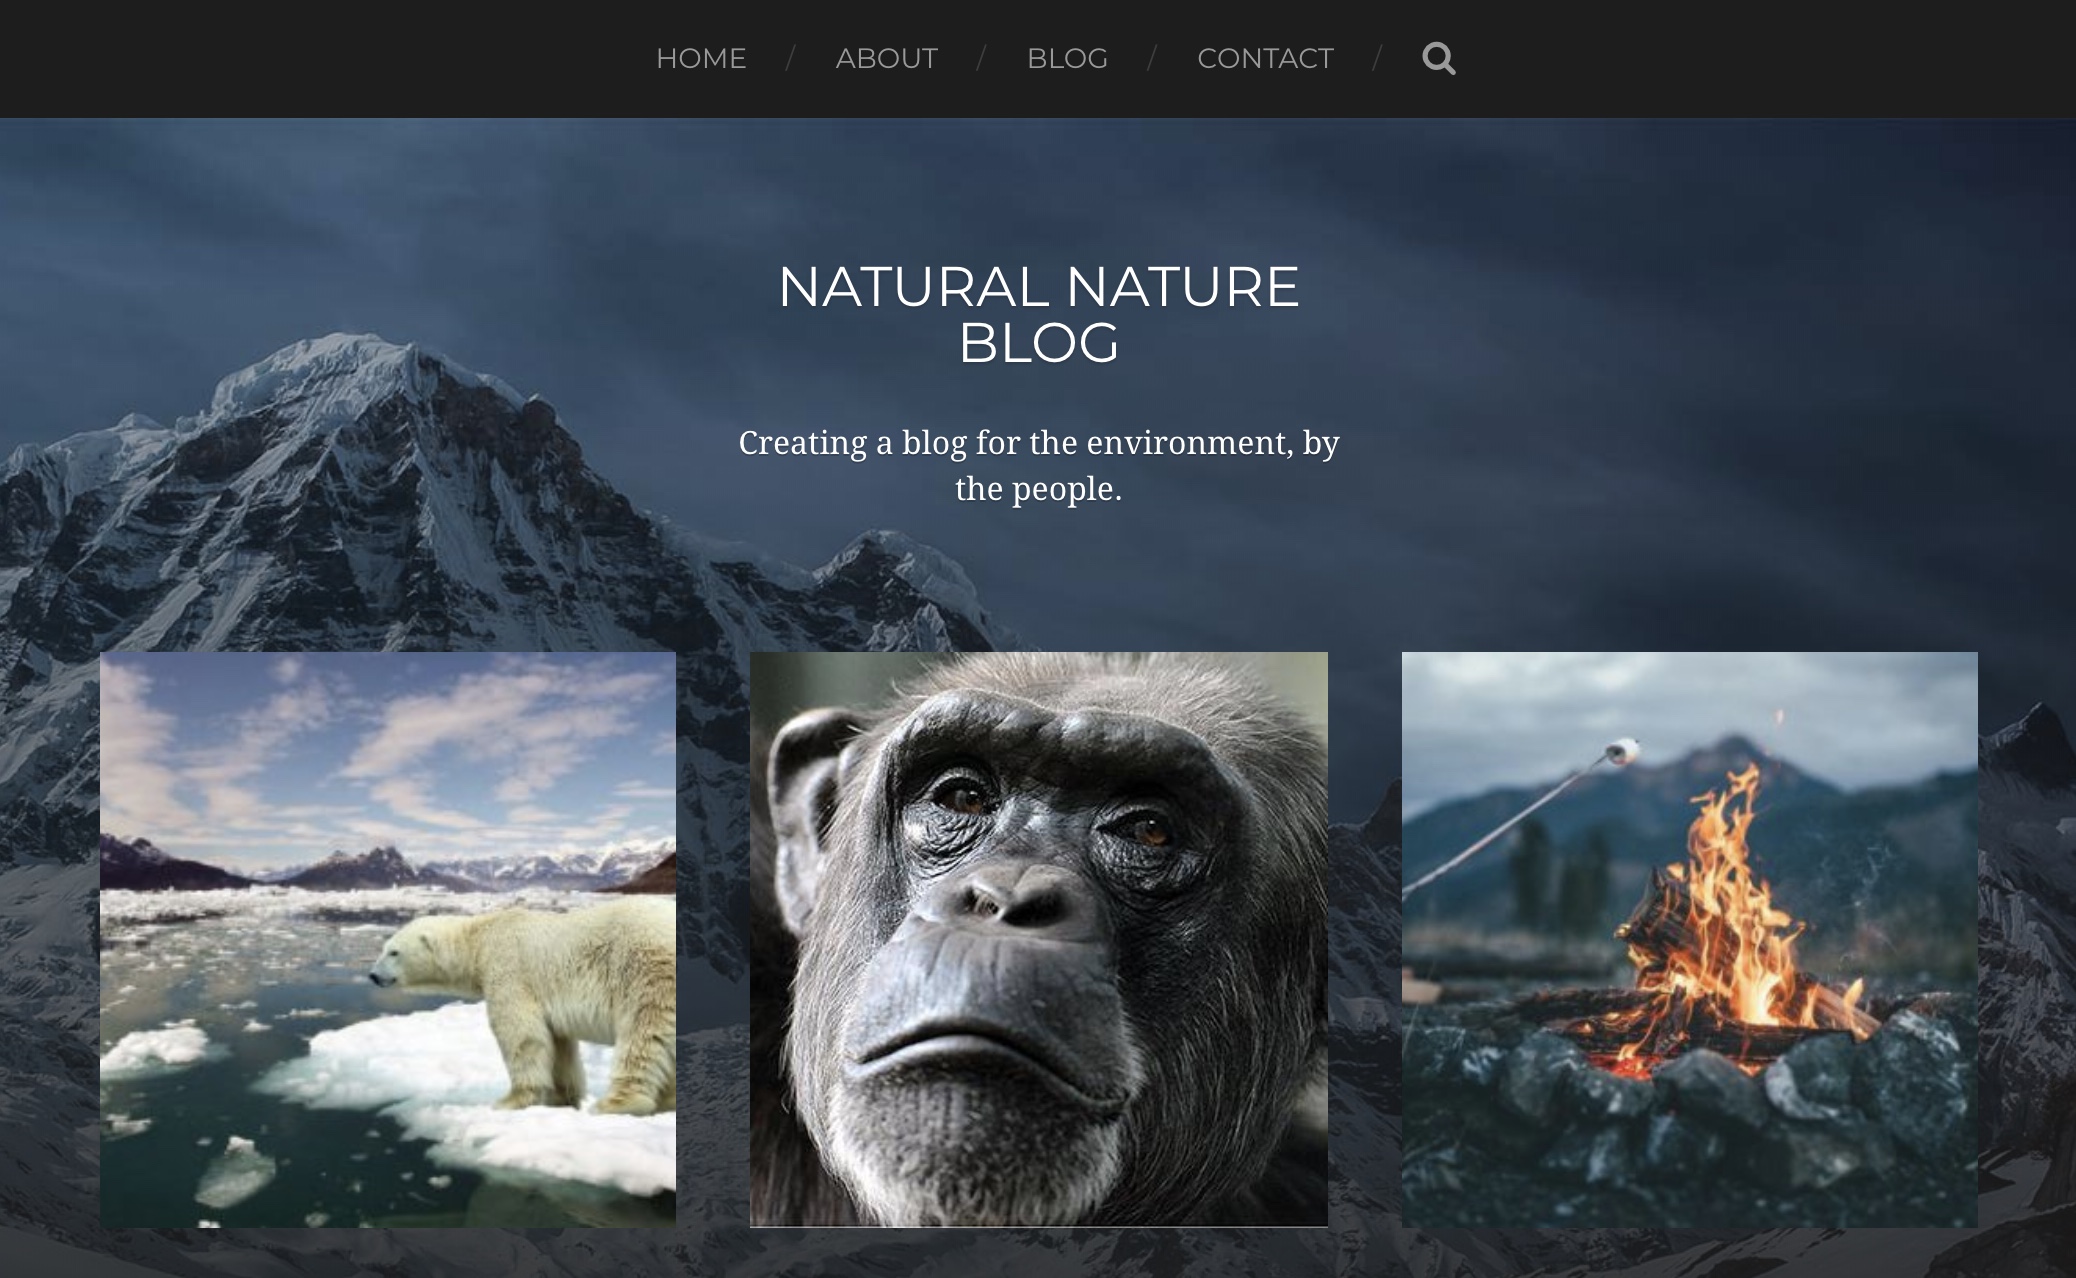 HOME / ABOUT / BLOG / CONTACT /
NATURAL NATURE
BLOG
Creating a blog for the environment, by
the people.